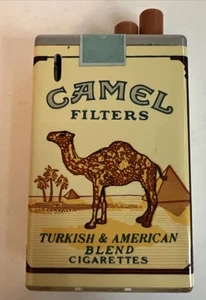 CAMEL
FILTERS
TURKISH & AMERICAN
BLEND
CIGARETTES